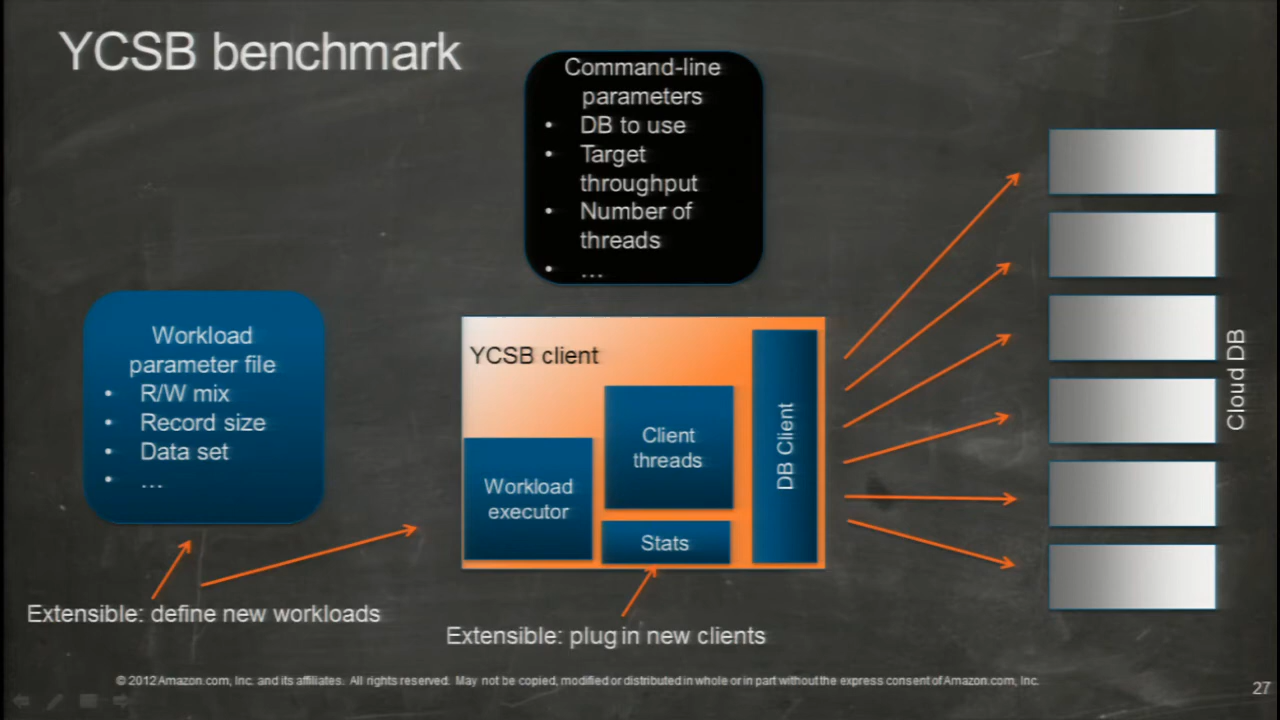 YCSB benchmark
Command-line
parameters
• DB to use
• Target
throughput
• Number of
threads
• ...
Workload
parameter file
• R/W mix
• Record size
• Data set
• ...
YCSB client
Workload
executor
Client
threads
Stats
DB Client
Cloud DB
Extensible: define new workloads
Extensible: plug in new clients
© 2012 Amazon.com, Inc. and its affiliates. All rights reserved. May not be copied, modified or distributed in whole or in part without the express consent of Amazon.com, Inc.
27